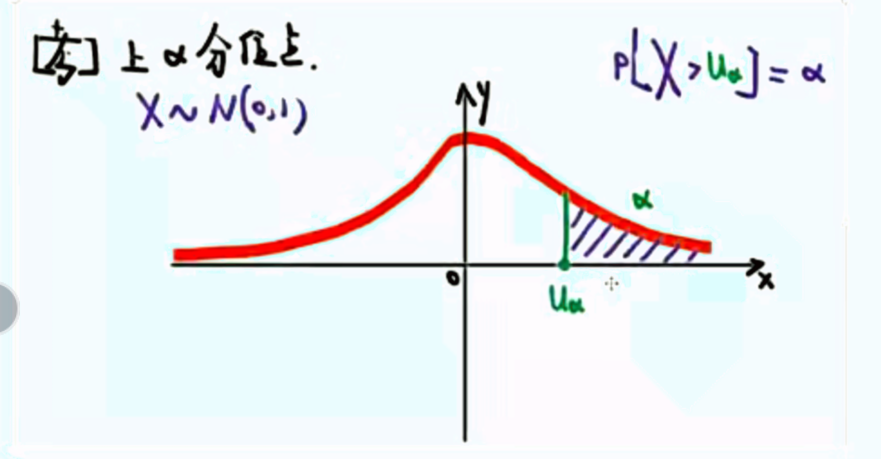 [考] 上α分位点.
P[X>uα]=α
X~N(0,1)
y
α
0
x
uα